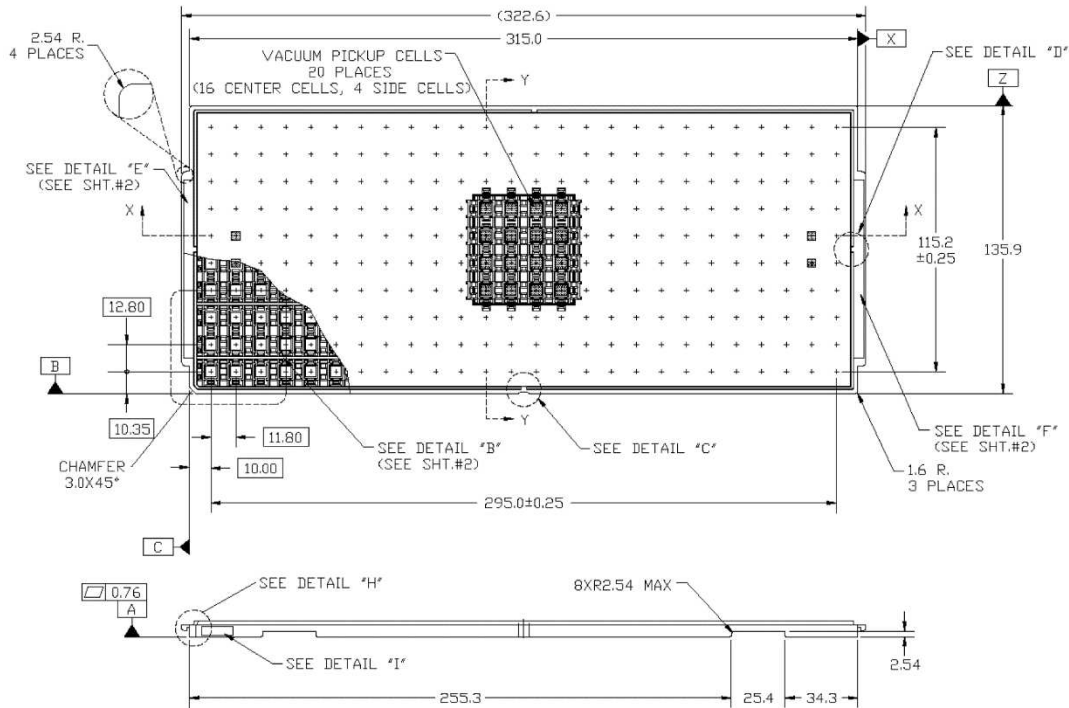 (322.6)
315.0
2.54 R.
4 PLACES
VACUUM PICKUP CELLS
20 PLACES
(16 CENTER CELLS, 4 SIDE CELLS)
Y
X
SEE DETAIL "D"
Z
SEE DETAIL "E"
(SEE SHT.#2)
X
X
115.2
±0.25
135.9
12.80
B
10.35
11.80
10.00
CHAMFER
3.0X45°
SEE DETAIL "B"
(SEE SHT.#2)
Y
SEE DETAIL "C"
SEE DETAIL "F"
(SEE SHT.#2)
1.6 R.
3 PLACES
295.0±0.25
C
0.76
A
SEE DETAIL "H"
8XR2.54 MAX
SEE DETAIL "I"
2.54
255.3
25.4
34.3